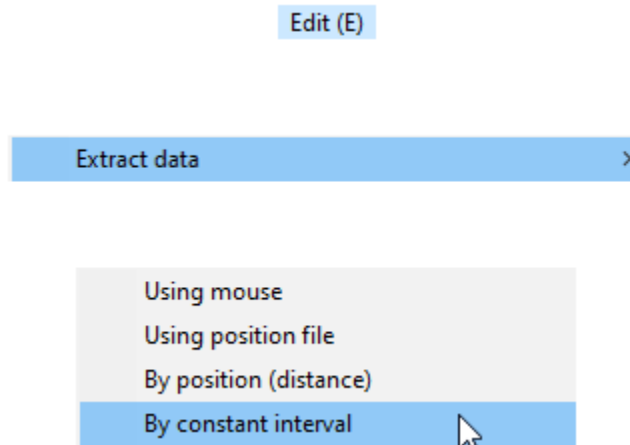 Edit (E)
Extract data
Using mouse
Using position file
By position (distance)
By constant interval